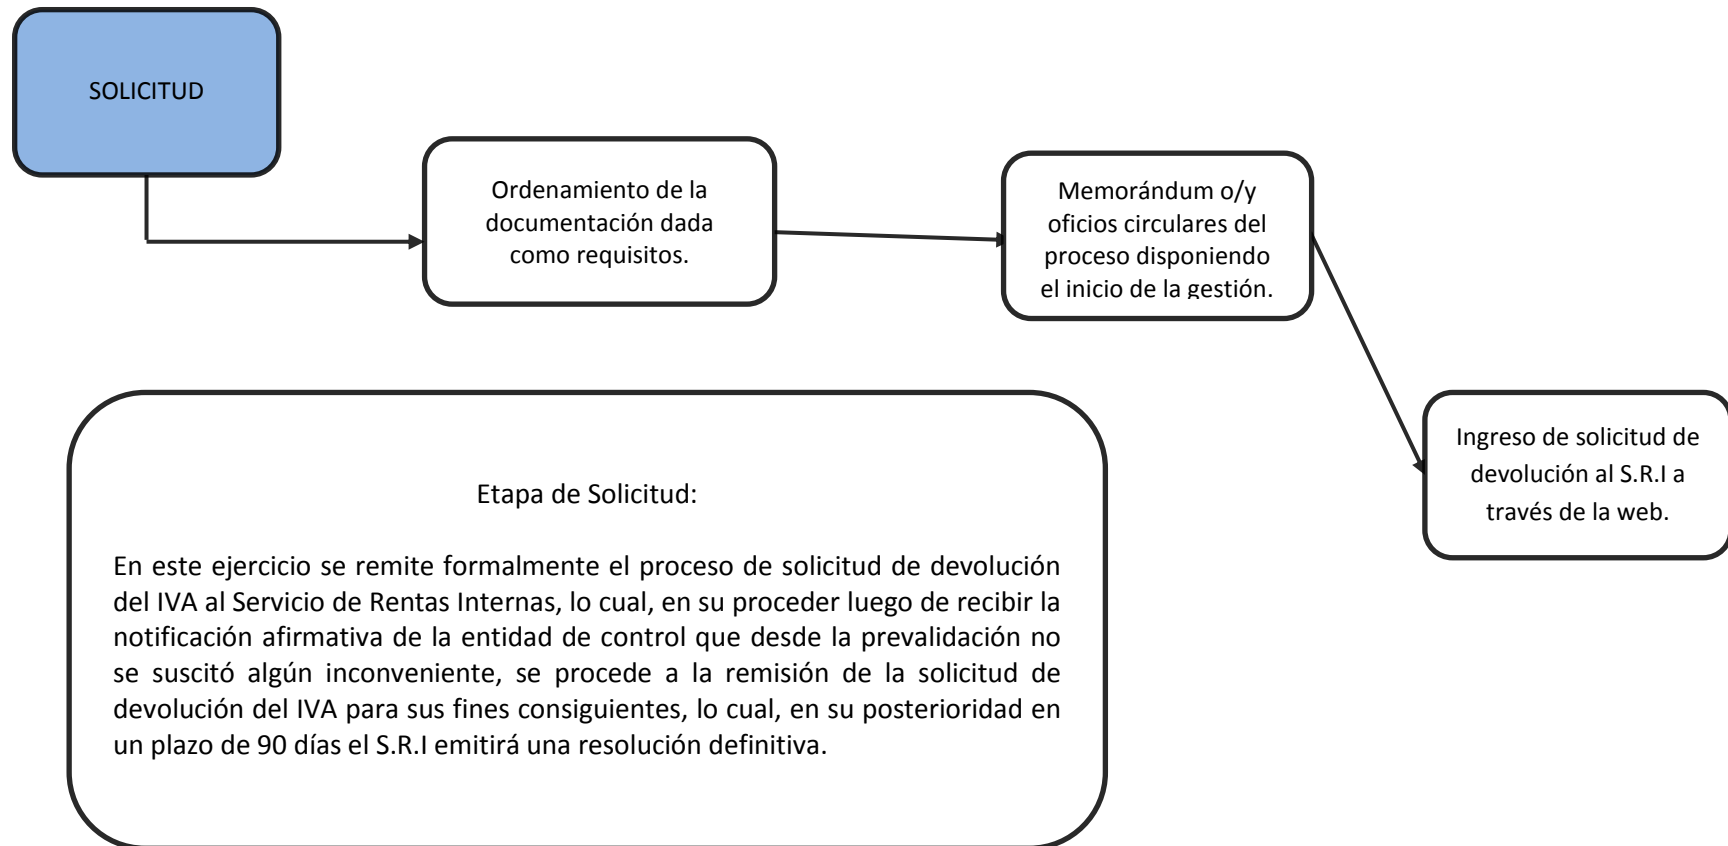 SOLICITUD
Ordenamiento de la
documentación dada
como requisitos.
Memorándum o/y
oficios circulares del
proceso disponiendo
el inicio de la gestión.
Ingreso de solicitud de
devolución al S.R.I a
través de la web.
Etapa de Solicitud:
En este ejercicio se remite formalmente el proceso de solicitud de devolución
del IVA al Servicio de Rentas Internas, lo cual, en su proceder luego de recibir la
notificación afirmativa de la entidad de control que desde la prevalidación no
se suscitó algún inconveniente, se procede a la remisión de la solicitud de
devolución del IVA para sus fines consiguientes, lo cual, en su posterioridad en
un plazo de 90 días el S.R.I emitirá una resolución definitiva.